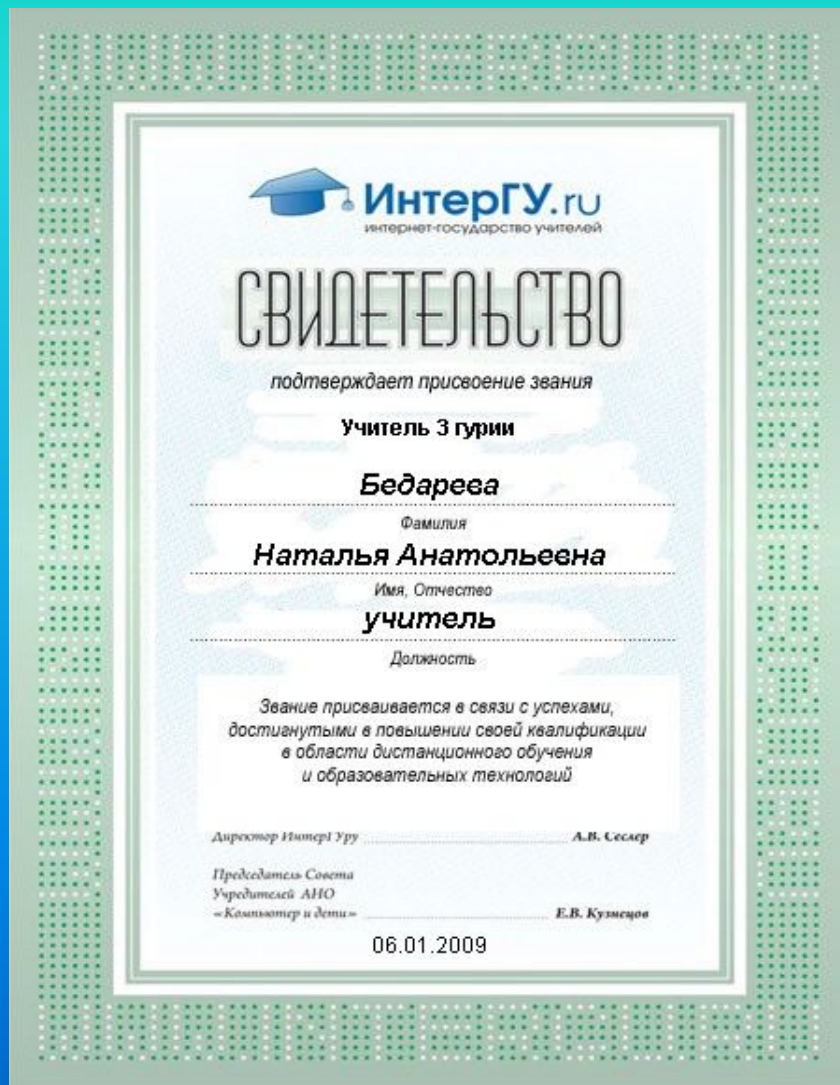 ИнтерГУ.ru
интернет-государство учителей
СВИДЕТЕЛЬСТВО
подтверждает присвоение звания
Учитель 3 гурии
Бедарева
Фамилия
Наталья Анатольевна
Имя, Отчество
учитель
Должность
Звание присваивается в связи с успехами,
достигнутыми в повышении своей квалификации
в области дистанционного обучения
и образовательных технологий
Директор ИнтерГУру А.В. Сеслер
Председатель Совета
Учредителей АНО
«Компьютер и дети» Е.В. Кузнецов
06.01.2009